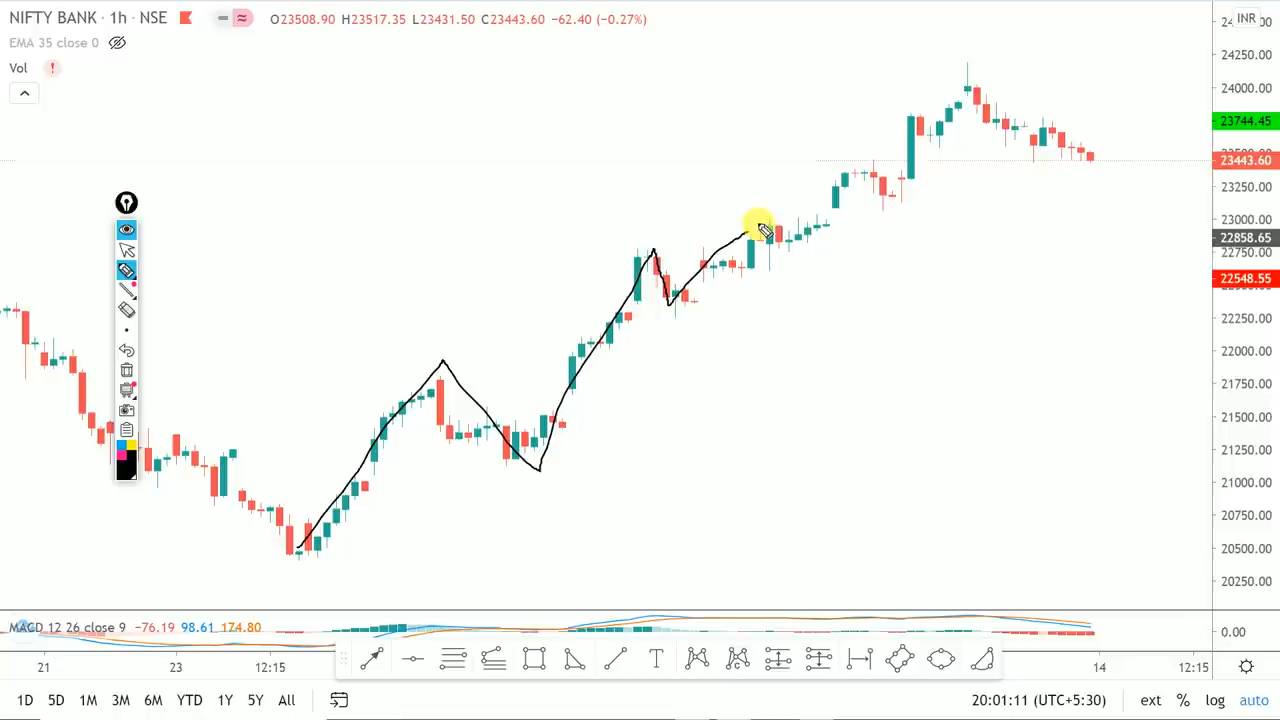 NIFTY BANK · 1h · NSE O23508.90 H23517.35 L23431.50 C23443.60 −62.40 (−0.27%)
INR
EMA 35 close 0
Vol
24250.00
24000.00
23744.45
23443.60
23250.00
23000.00
22858.65
22750.00
22548.55
22250.00
22000.00
21750.00
21500.00
21250.00
21000.00
20750.00
20500.00
20250.00
MACD 12 26 close 9 −76.19 98.61 174.80
0.00
21 23 12:15 14 12:15
1D 5D 1M 3M 6M YTD 1Y 5Y All 20:01:11 (UTC+5:30) ext % log auto